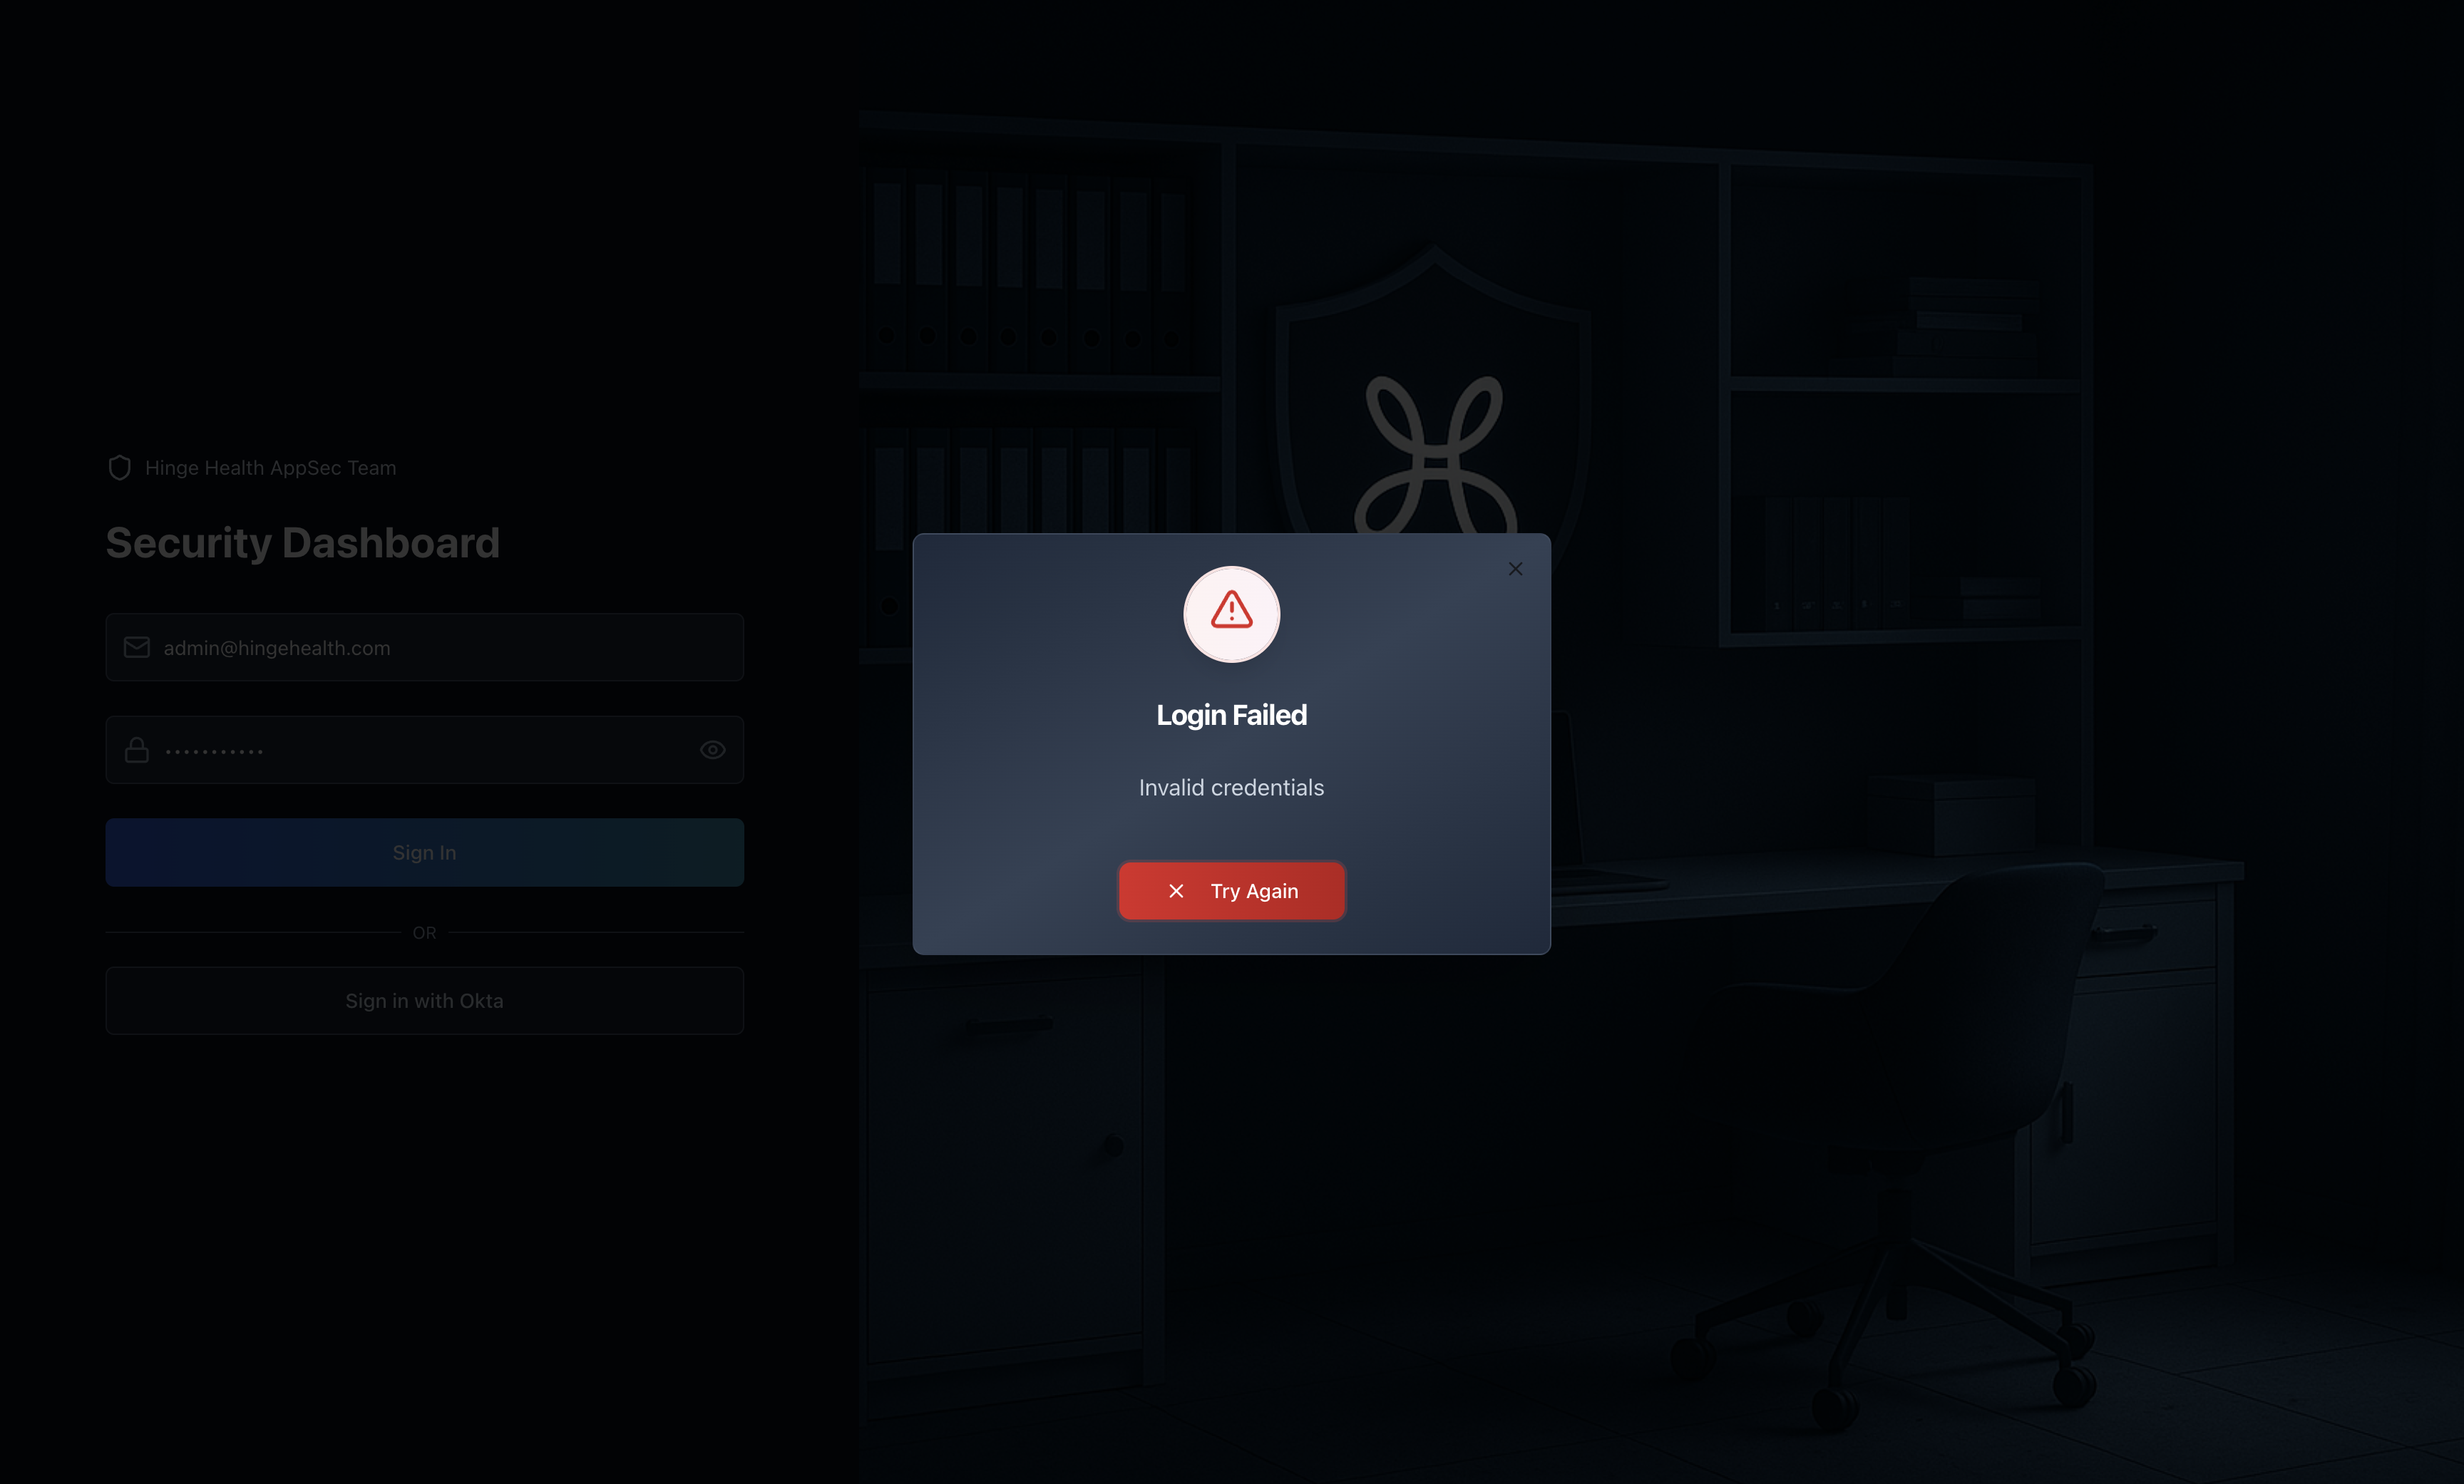 Hinge Health AppSec Team
Security Dashboard
admin@hingehealth.com
•••••••••••
Sign In
OR
Sign in with Okta
Login Failed
Invalid credentials
Try Again